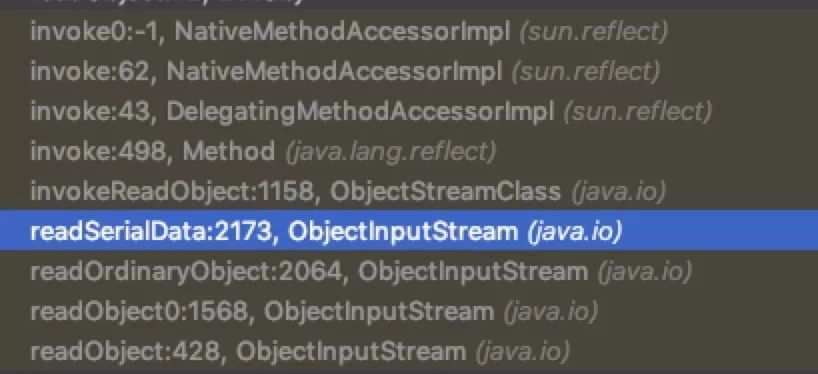 invoke0:-1, NativeMethodAccessorImpl (sun.reflect)
invoke:62, NativeMethodAccessorImpl (sun.reflect)
invoke:43, DelegatingMethodAccessorImpl (sun.reflect)
invoke:498, Method (java.lang.reflect)
invokeReadObject:1158, ObjectStreamClass (java.io)
readSerialData:2173, ObjectInputStream (java.io)
readOrdinaryObject:2064, ObjectInputStream (java.io)
readObject0:1568, ObjectInputStream (java.io)
readObject:428, ObjectInputStream (java.io)